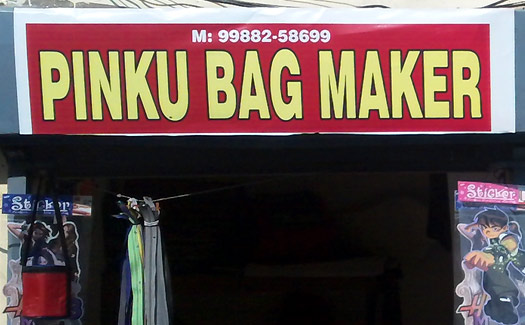 M: 99882-58699
PINKU BAG MAKER
Sticker
Sticker